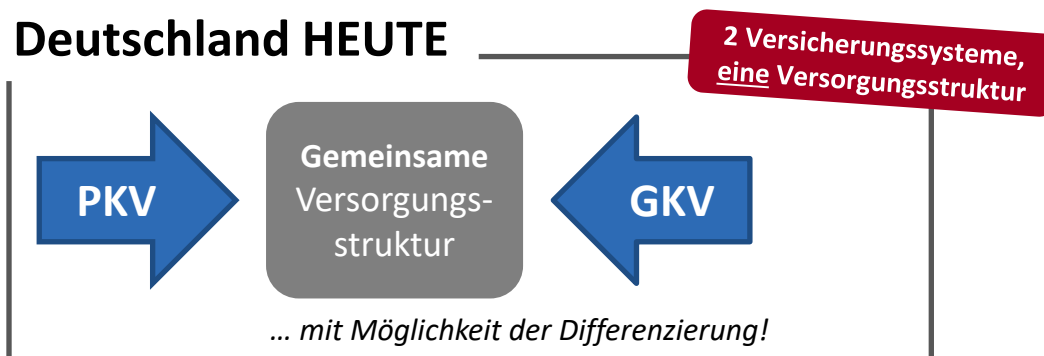 Deutschland HEUTE
2 Versicherungssysteme,
eine Versorgungsstruktur
PKV
Gemeinsame
Versorgungs-
struktur
GKV
… mit Möglichkeit der Differenzierung!